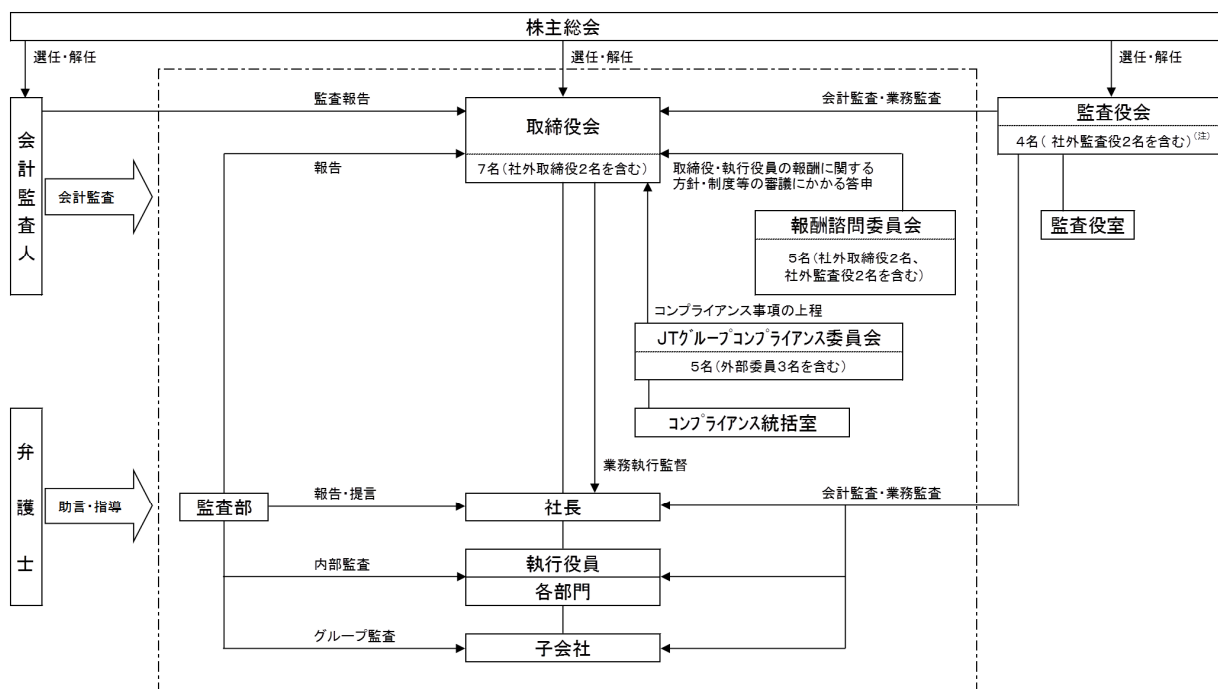 株主総会
選任・解任
選任・解任
選任・解任
会計監査人
監査報告
取締役会
7名(社外取締役2名を含む)
会計監査・業務監査
監査役会
4名( 社外監査役2名を含む)(注)
会計監査
報告
取締役・執行役員の報酬に関する
方針・制度等の審議にかかる答申
監査役室
報酬諮問委員会
5名(社外取締役2名、
社外監査役2名を含む)
コンプライアンス事項の上程
JTグループコンプライアンス委員会
5名(外部委員3名を含む)
コンプライアンス統括室
弁護士
助言・指導
業務執行監督
監査部
報告・提言
社長
会計監査・業務監査
内部監査
執行役員
各部門
グループ監査
子会社